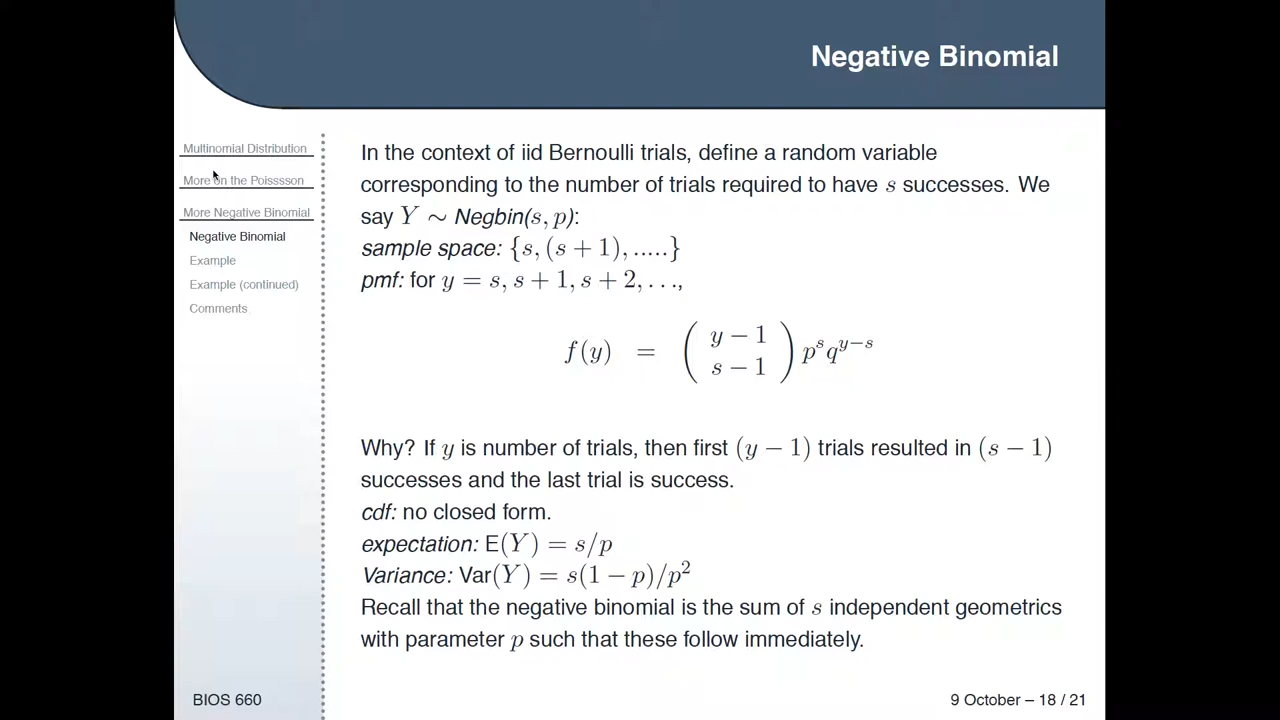 Negative Binomial
Multinomial Distribution
More on the Poisssson
More Negative Binomial
Negative Binomial
Example
Example (continued)
Comments
In the context of iid Bernoulli trials, define a random variable
corresponding to the number of trials required to have s successes. We
say Y ∼ Negbin(s, p):
sample space: {s, (s + 1), .....}
pmf: for y = s, s + 1, s + 2, . . .,
f(y) = ( y − 1 s − 1 ) p^s q^{y−s}
Why? If y is number of trials, then first (y − 1) trials resulted in (s − 1)
successes and the last trial is success.
cdf: no closed form.
expectation: E(Y) = s/p
Variance: Var(Y) = s(1 − p)/p²
Recall that the negative binomial is the sum of s independent geometrics
with parameter p such that these follow immediately.
BIOS 660
9 October – 18 / 21